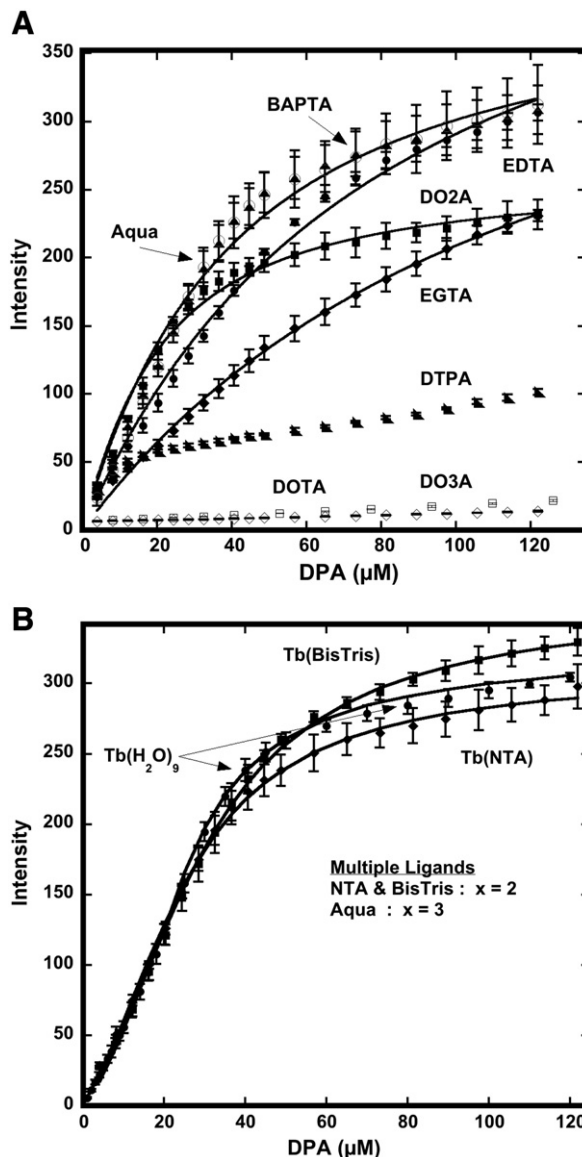 A
350
300
250
200
150
100
50
0
Intensity
BAPTA
EDTA
Aqua
DO2A
EGTA
DTPA
DOTA
DO3A
0
20
40
60
80
100
120
DPA (µM)
B
300
250
200
150
100
50
0
Intensity
Tb(BisTris)
Tb(H₂O)₉
Tb(NTA)
Multiple Ligands
NTA & BisTris : x = 2
Aqua : x = 3
0
20
40
60
80
100
120
DPA (µM)